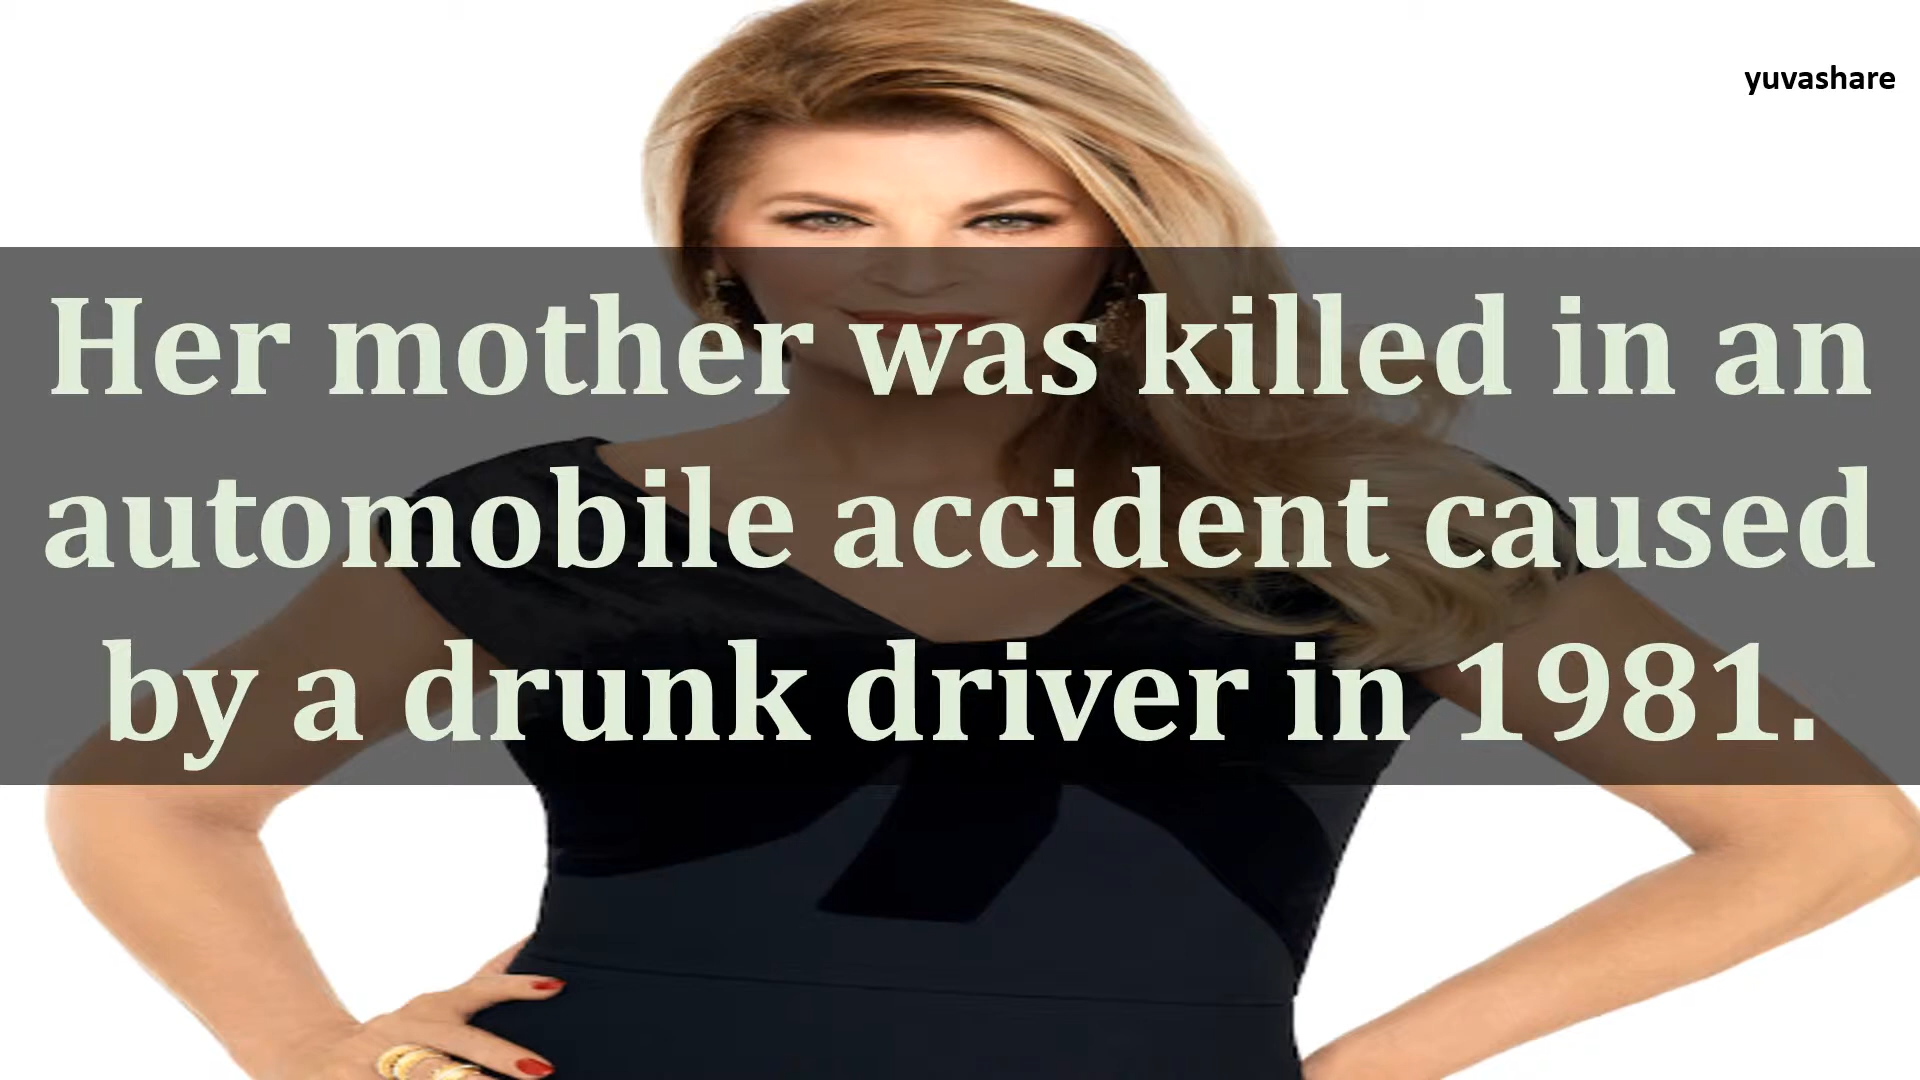 yuvashare
Her mother was killed in an
automobile accident caused
by a drunk driver in 1981.